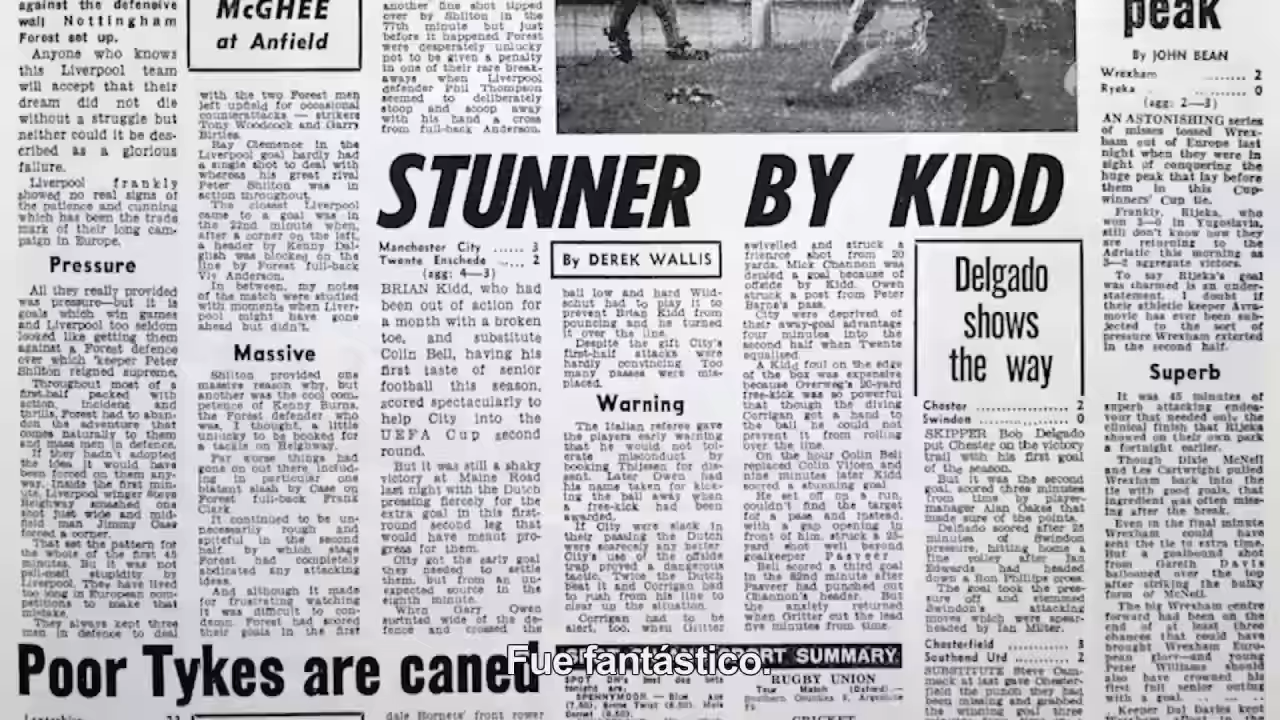 against the defensive
wall Nottingham
Forest set up.
Anyone who knows
this Liverpool team
will accept that their
dream did not die
without a struggle but
neither could it be des-
cribed as a glorious
failure.
Liverpool frankly
showed no real signs of
the patience and cunning
which has been the trade
mark of their long cam-
paign in Europe.
Pressure
All they really provided
was pressure—but it is
goals which win games
and Liverpool too seldom
looked like getting them
against a Forest defence
over which 'keeper Peter
Shilton reigned supreme.
Throughout most of a
first-half packed with
action, incident and
thrills, Forest had to aban-
don the adventure that
comes naturally to them
and mass men in defence.
If they hadn't adopted
the idea it would have
been forced on them any-
way. Inside the first min-
ute, Liverpool winger Steve
Heighway smashed one
shot just wide and mid-
field man Jimmy Case
forced a corner.
That set the pattern for
the whole of the first 45
minutes. But it was not
pell-mell stupidity by
Liverpool. They have lived
too long in European com-
petitions to make that
mistake.
They always kept three
men in defence to deal
McGHEE
at Anfield
with the two Forest men
left upfield for occasional
counterattacks — strikers
Tony Woodcock and Garry
Birtles.
Ray Clemence in the
Liverpool goal hardly had
a single shot to deal with
whereas his great rival
Peter Shilton was in
action throughout.
The closest Liverpool
came to a goal was in
the 22nd minute when,
after a corner on the left,
a header by Kenny Dal-
glish was blocked on the
line by Forest full-back
Viv Anderson.
In between, my notes
of the match were studded
with moments when Liver-
pool might have gone
ahead but didn't.
Massive
Shilton provided one
massive reason why, but
another was the cool com-
petence of Kenny Burns,
the Forest defender who
was, I thought, a little
unlucky to be booked for
a tackle on Heighway.
Far worse things had
gone on out there, includ-
ing in particular one
blatant slash by Case on
Forest full-back Frank
Clark.
It continued to be un-
necessarily rough and
spiteful in the second
half by which stage
Forest had completely
abdicated any attacking
ideas.
And although it made
for frustrating watching
it was difficult to con-
demn. Forest had scored
their goals in the first
another fine shot tipped
over by Shilton in the
77th minute but just
before it happened Forest
were desperately unlucky
not to be given a penalty
in one of their rare break-
aways when Liverpool
defender Phil Thompson
seemed to deliberately
stoop and scoop away
with his hand a cross
from full-back Anderson.
STUNNER BY KIDD
Manchester City ...... 3
Twente Enschede ..... 2
(agg: 4—3)
BRIAN Kidd, who had
been out of action for
a month with a broken
toe, and substitute
Colin Bell, having his
first taste of senior
football this season,
scored spectacularly to
help City into the
UEFA Cup second
round.
But it was still a shaky
victory at Maine Road
last night with the Dutch
pressing fiercely for the
extra goal in this first-
round second leg that
would have meant pro-
gress for them.
City got the early goal
they needed to settle
them, but from an un-
expected source in the
eighth minute.
When Gary Owen
sprinted wide of the de-
fence and crossed the
By DEREK WALLIS
ball low and hard Wild-
schut had to play it to
prevent Brian Kidd from
pouncing and he turned
it over the line.
Despite the gift City's
first-half attacks were
hardly convincing. Too
many passes were mis-
placed.
Warning
The Italian referee gave
the players early warning
that he would not tol-
erate misconduct by
booking Thijssen for dis-
sent. Later Owen had
his name taken for kick-
ing the ball away when
a free-kick had been
awarded.
If City were slack in
their passing the Dutch
were scarcely any better.
City's use of the offside
trap proved a dangerous
tactic. Twice the Dutch
beat it and Corrigan had
to rush from his line to
clear up the situation.
Corrigan had to be
alert, too, when Gritter
swivelled and struck a
fierce shot from 20
yards. Mick Channon was
denied a goal because of
offside by Kidd. Owen
struck a post from Peter
Barnes's pass.
City were deprived of
their away-goal advantage
four minutes into the
second half when Twente
equalised.
A Kidd foul on the edge
of the box was expensive
because Overweg's 20-yard
free-kick was so powerful
that though the diving
Corrigan got a hand to
the ball he could not
prevent it from rolling
over the line.
On the hour Colin Bell
replaced Colin Viljoen and
nine minutes later Kidd
scored a stunning goal.
He set off on a run,
couldn't find the target
for a pass and instead,
with a gap opening in
front of him, struck a 25-
yard shot well beyond
goalkeeper Pasveer.
Bell scored a third goal
in the 82nd minute after
Pasveer had punched out
Channon's header. But
the anxiety returned
when Gritter cut the lead
five minutes from time.
Delgado
shows
the way
Chester .................. 2
Swindon .................. 0
SKIPPER Bob Delgado
put Chester on the victory
trail with his first goal
of the season.
But it was the second
goal, scored three minutes
from time by player-
manager Alan Oakes that
made sure of the points.
Delgado scored after 25
minutes of Swindon
pressure, hitting home a
fine volley after Ian
Edwards had headed
down a Ron Phillips cross.
The goal took the pres-
sure off and stemmed
Swindon's attacking
moves which were spear-
headed by Ian Miller.
Chesterfield ............ 3
Southend Utd ............ 2
SUBSTITUTE Steve Cam-
mack at last gave Chester-
field the punch they had
been missing and grabbed
the winning goal three
peak
By JOHN BEAN
Wrexham ........ 2
Rijeka ........ 0
(agg: 2—3)
AN ASTONISHING series
of misses tossed Wrex-
ham out of Europe last
night when they were in
sight of conquering the
huge peak that lay before
them in this Cup-
winners' Cup tie.
Frankly, Rijeka, who
won 3—0 in Yugoslavia,
still don't know how they
are returning to the
Adriatic this morning as
3—2 aggregate victors.
To say Rijeka's goal
was charmed is an under-
statement. I doubt if
their athletic keeper Avra-
movic has ever been sub-
jected to the sort of
pressure Wrexham exerted
in the second half.
Superb
It was 45 minutes of
superb attacking endea-
vour that needed only the
clinical finish that Rijeka
showed on their own park
a fortnight earlier.
Though Dixie McNeil
and Les Cartwright pulled
Wrexham back into the
tie with good goals, that
ingredient was often miss-
ing after the break.
Even in the final minute
Wrexham could have
sent the tie to extra time.
But a goalbound shot
from Gareth Davis
ballooned over the top
after striking the bulky
form of McNeil.
The big Wrexham centre
forward had been on the
end of at least three
chances that could have
brought Wrexham Euro-
pean glory—and young
Peter Williams could
also have crowned his
first full senior outing
with a goal.
Keeper Dai Davies kept
Poor Tykes are caned
RT SUMMARY.
RUGBY UNION
CRICKET
Fue fantástico.